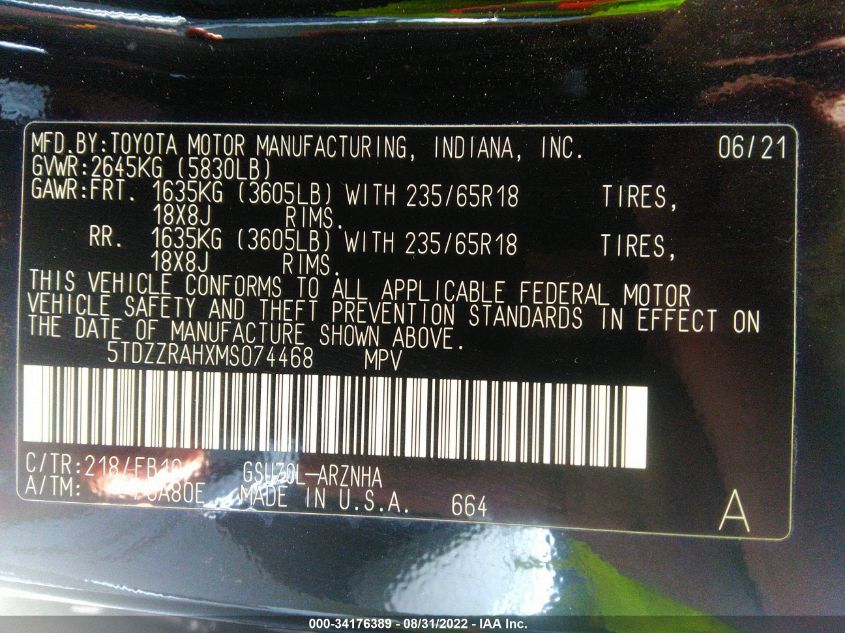 MFD.BY:TOYOTA MOTOR MANUFACTURING, INDIANA, INC. 06/21
GVWR:2645KG (5830LB)
GAWR:FRT. 1635KG (3605LB) WITH 235/65R18 TIRES,
18X8J RIMS.
RR. 1635KG (3605LB) WITH 235/65R18 TIRES,
18X8J RIMS.
THIS VEHICLE CONFORMS TO ALL APPLICABLE FEDERAL MOTOR
VEHICLE SAFETY AND THEFT PREVENTION STANDARDS IN EFFECT ON
THE DATE OF MANUFACTURE SHOWN ABOVE.
5TDZZRAHXMS074468 MPV
C/TR:218/ GSU70L-ARZNHA
A/TM: MADE IN U.S.A. 664 A
000-34176389 - 08/31/2022 - IAA Inc.